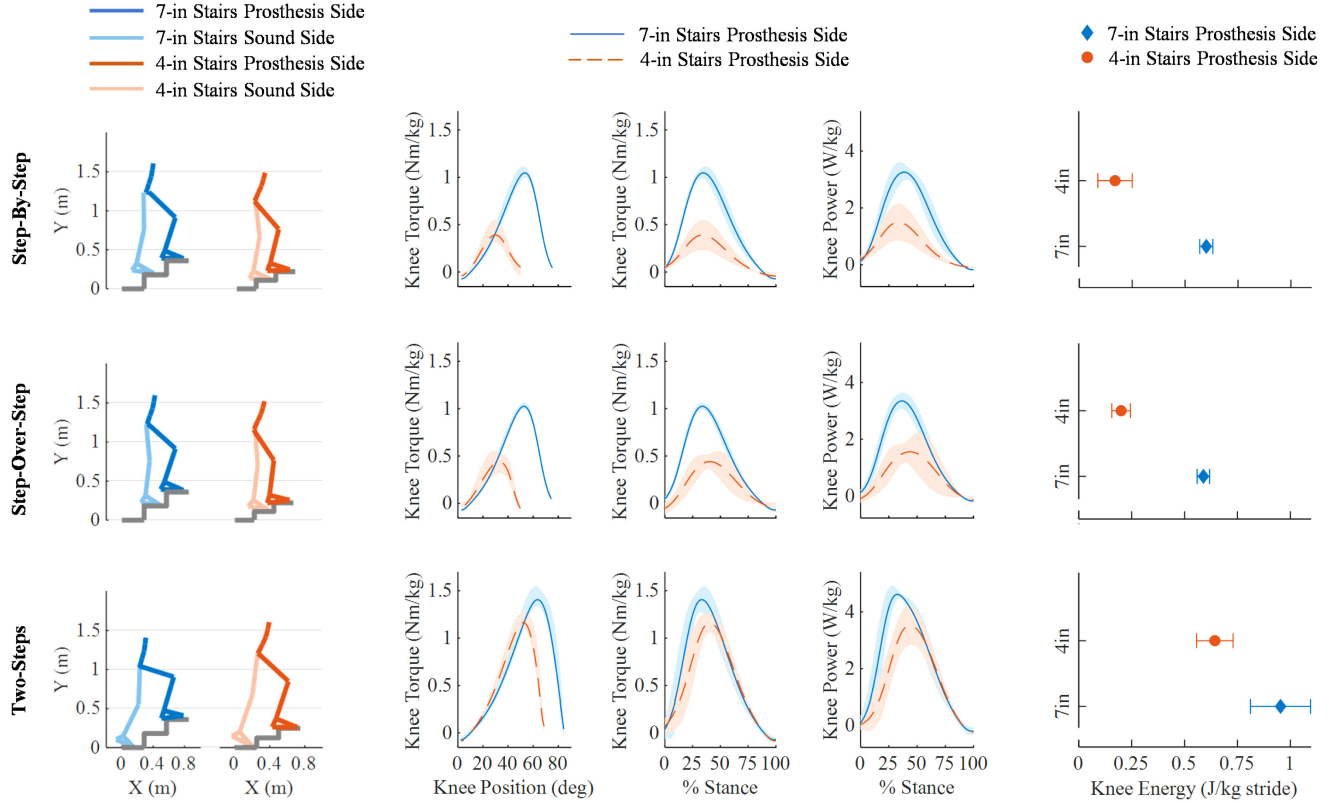 7-in Stairs Prosthesis Side
7-in Stairs Sound Side
4-in Stairs Prosthesis Side
4-in Stairs Sound Side
7-in Stairs Prosthesis Side
4-in Stairs Prosthesis Side
7-in Stairs Prosthesis Side
4-in Stairs Prosthesis Side
Step-By-Step
Y (m)
1.5
1
0.5
0
Knee Torque (Nm/kg)
1.5
1
0.5
0
Knee Torque (Nm/kg)
1.5
1
0.5
0
Knee Power (W/kg)
4
2
0
4in
7in
Step-Over-Step
Y (m)
1.5
1
0.5
0
Knee Torque (Nm/kg)
1.5
1
0.5
0
Knee Torque (Nm/kg)
1.5
1
0.5
0
Knee Power (W/kg)
4
2
0
4in
7in
Two-Steps
Y (m)
1.5
1
0.5
0
0 0.4 0.8
X (m)
0 0.4 0.8
X (m)
Knee Torque (Nm/kg)
1.5
1
0.5
0
20 40 60 80
Knee Position (deg)
Knee Torque (Nm/kg)
1.5
1
0.5
0
0 25 50 75 100
% Stance
Knee Power (W/kg)
4
2
0
0 25 50 75 100
% Stance
4in
7in
0 0.25 0.5 0.75 1
Knee Energy (J/kg stride)